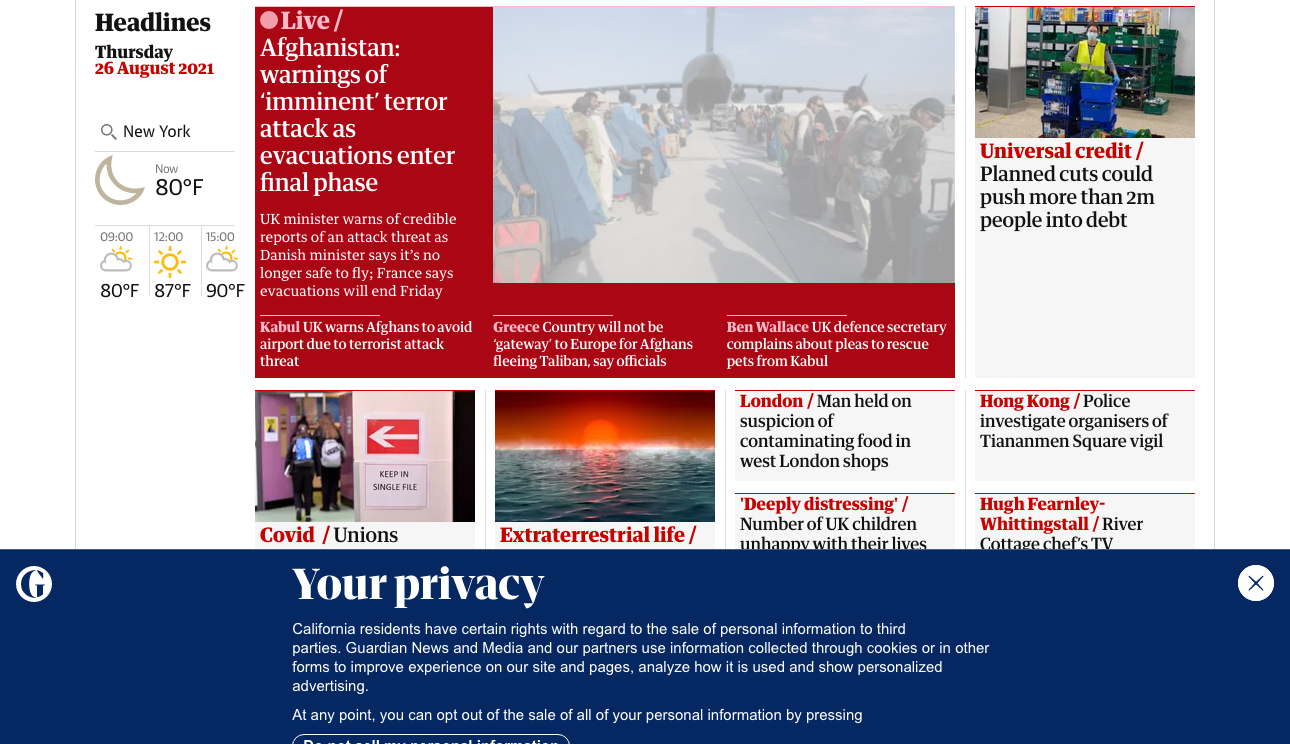 Headlines
Thursday
26 August 2021
New York
Now
80°F
09:00
12:00
15:00
80°F
87°F
90°F
Live /
Afghanistan:
warnings of
‘imminent’ terror
attack as
evacuations enter
final phase
UK minister warns of credible
reports of an attack threat as
Danish minister says it’s no
longer safe to fly; France says
evacuations will end Friday
Kabul UK warns Afghans to avoid
airport due to terrorist attack
threat
Greece Country will not be
‘gateway’ to Europe for Afghans
fleeing Taliban, say officials
Ben Wallace UK defence secretary
complains about pleas to rescue
pets from Kabul
Universal credit /
Planned cuts could
push more than 2m
people into debt
KEEP IN
SINGLE FILE
Covid / Unions
Extraterrestrial life /
London / Man held on
suspicion of
contaminating food in
west London shops
'Deeply distressing' /
Number of UK children
unhappy with their lives
Hong Kong / Police
investigate organisers of
Tiananmen Square vigil
Hugh Fearnley-
Whittingstall / River
Cottage chef’s TV
G
Your privacy
California residents have certain rights with regard to the sale of personal information to third
parties. Guardian News and Media and our partners use information collected through cookies or in other
forms to improve experience on our site and pages, analyze how it is used and show personalized
advertising.
At any point, you can opt out of the sale of all of your personal information by pressing
Do not sell my personal information